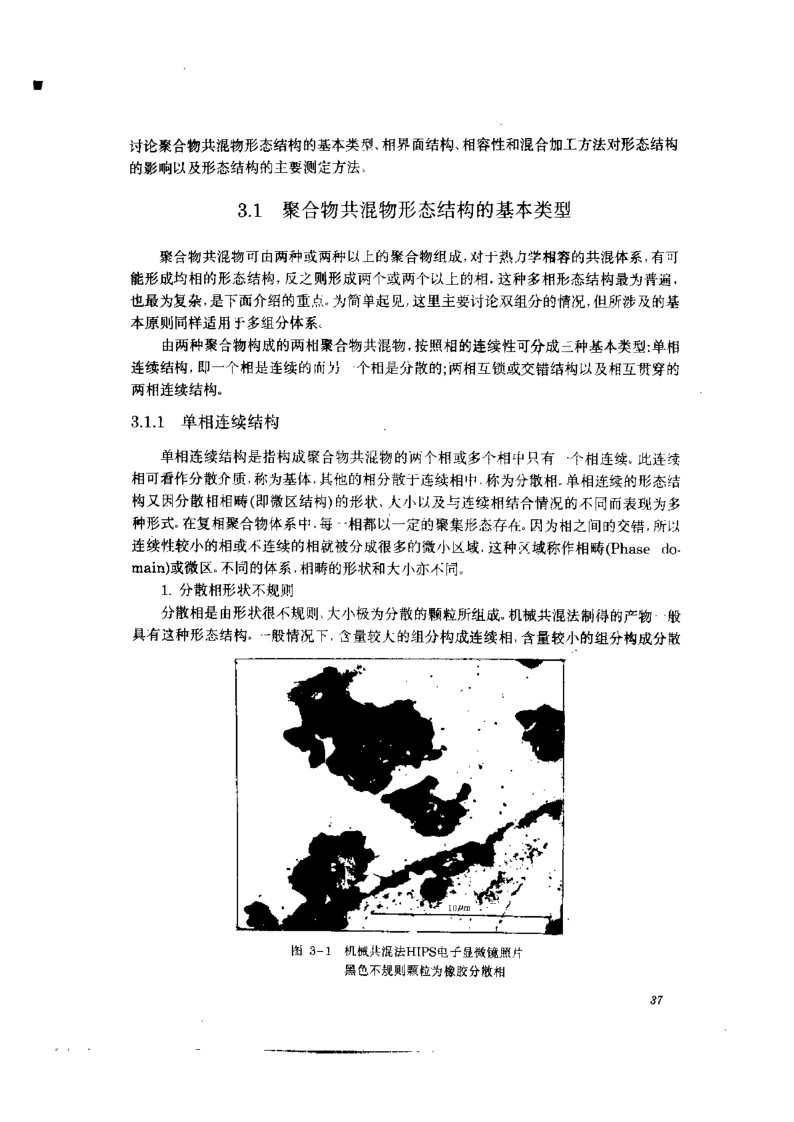 讨论聚合物共混物形态结构的基本类型、相界面结构、相容性和混合加工方法对形态结构
的影响以及形态结构的主要测定方法。
3.1 聚合物共混物形态结构的基本类型
聚合物共混物可由两种或两种以上的聚合物组成,对于热力学相容的共混体系,有可
能形成均相的形态结构,反之则形成两个或两个以上的相,这种多相形态结构最为普遍,
也最为复杂,是下面介绍的重点。为简单起见,这里主要讨论双组分的情况,但所涉及的基
本原则同样适用于多组分体系。
由两种聚合物构成的两相聚合物共混物,按照相的连续性可分成三种基本类型:单相
连续结构,即一个相是连续的而另一个相是分散的;两相互锁或交错结构以及相互贯穿的
两相连续结构。
3.1.1 单相连续结构
单相连续结构是指构成聚合物共混物的两个相或多个相中只有一个相连续。此连续
相可看作分散介质,称为基体,其他的相分散于连续相中,称为分散相。单相连续的形态结
构又因分散相相畴(即微区结构)的形状、大小以及与连续相结合情况的不同而表现为多
种形式。在复相聚合物体系中,每一相都以一定的聚集形态存在。因为相之间的交错,所以
连续性较小的相或不连续的相就被分成很多的微小区域,这种区域称作相畴(Phase do-
main)或微区。不同的体系,相畴的形状和大小亦不同。
1. 分散相形状不规则
分散相是由形状很不规则、大小极为分散的颗粒所组成。机械共混法制得的产物一般
具有这种形态结构。一般情况下,含量较大的组分构成连续相,含量较小的组分构成分散
10μm
图 3-1 机械共混法HIPS电子显微镜照片
黑色不规则颗粒为橡胶分散相
37